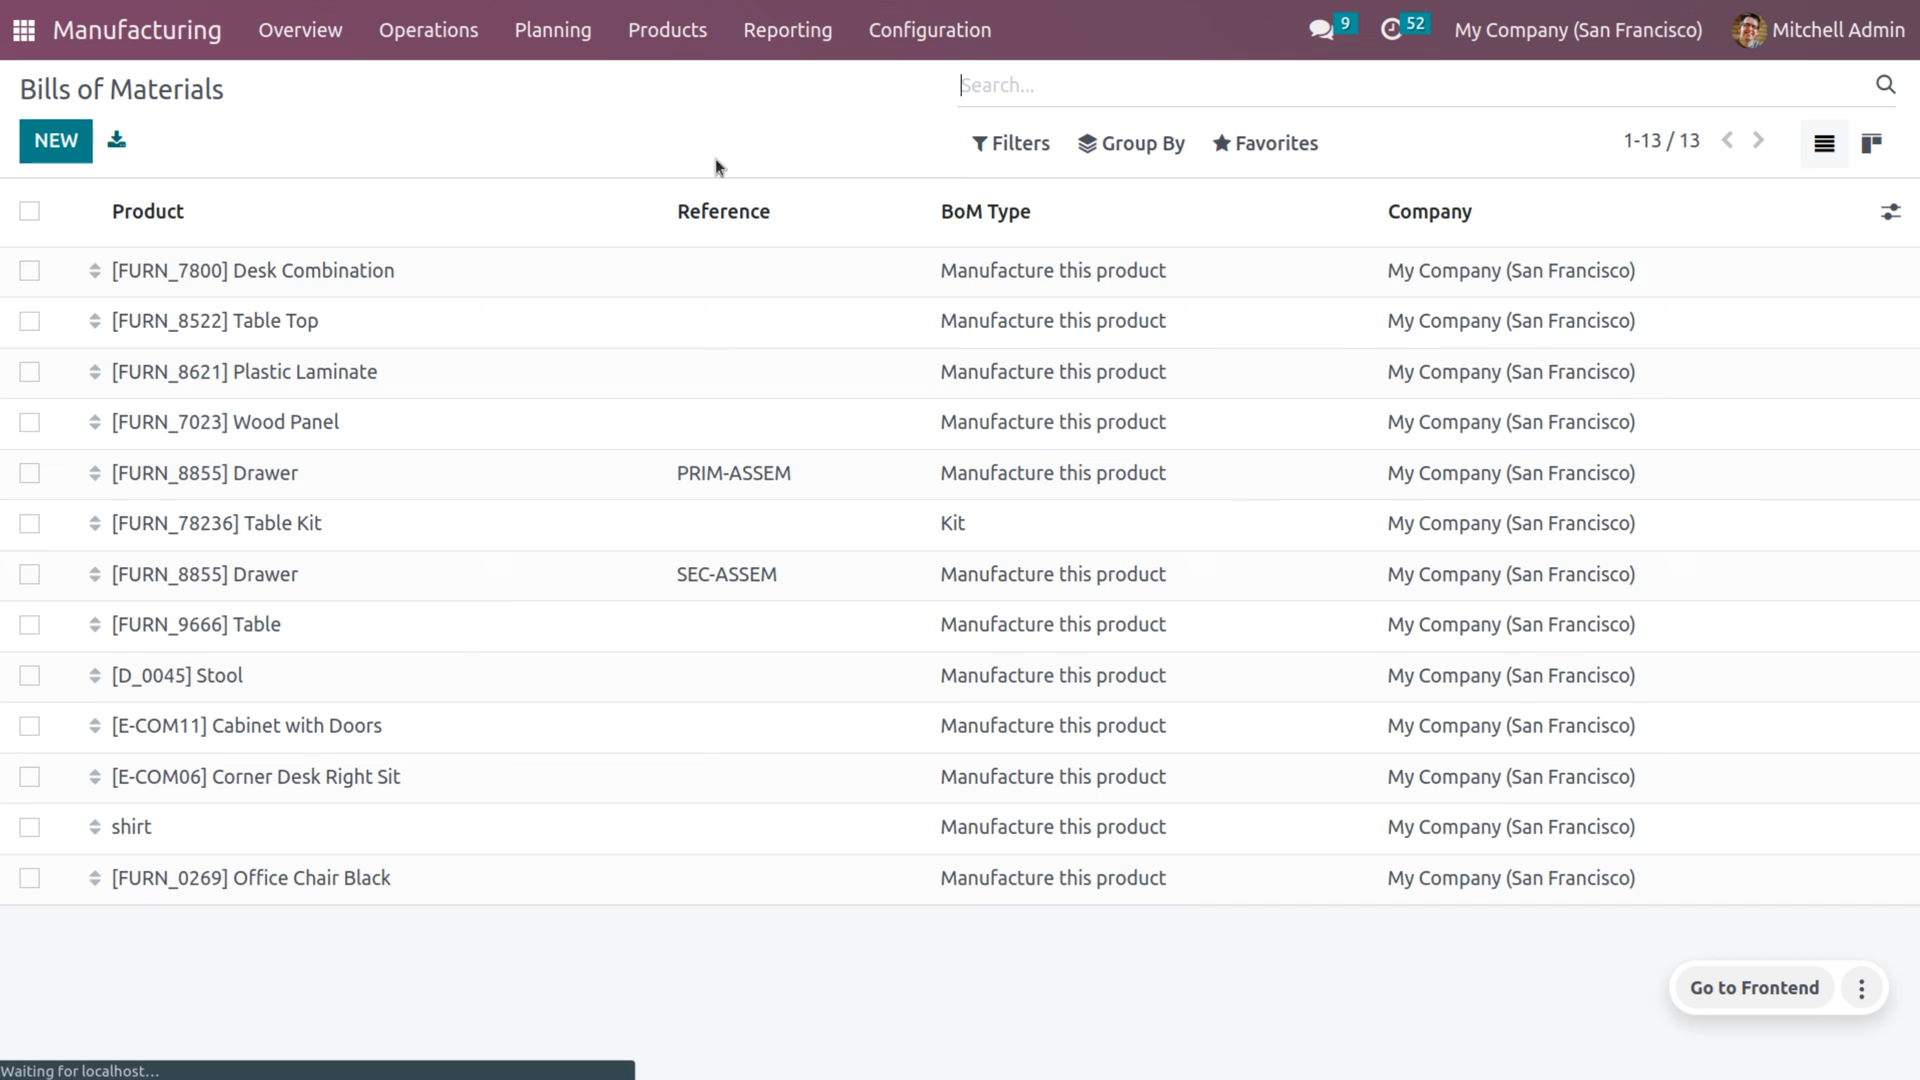 Manufacturing Overview Operations Planning Products Reporting Configuration 9 52 My Company (San Francisco) Mitchell Admin
Bills of Materials Search...
NEW Filters Group By Favorites 1-13 / 13
Product Reference BoM Type Company
[FURN_7800] Desk Combination Manufacture this product My Company (San Francisco)
[FURN_8522] Table Top Manufacture this product My Company (San Francisco)
[FURN_8621] Plastic Laminate Manufacture this product My Company (San Francisco)
[FURN_7023] Wood Panel Manufacture this product My Company (San Francisco)
[FURN_8855] Drawer PRIM-ASSEM Manufacture this product My Company (San Francisco)
[FURN_78236] Table Kit Kit My Company (San Francisco)
[FURN_8855] Drawer SEC-ASSEM Manufacture this product My Company (San Francisco)
[FURN_9666] Table Manufacture this product My Company (San Francisco)
[D_0045] Stool Manufacture this product My Company (San Francisco)
[E-COM11] Cabinet with Doors Manufacture this product My Company (San Francisco)
[E-COM06] Corner Desk Right Sit Manufacture this product My Company (San Francisco)
shirt Manufacture this product My Company (San Francisco)
[FURN_0269] Office Chair Black Manufacture this product My Company (San Francisco)
Go to Frontend
Waiting for localhost...